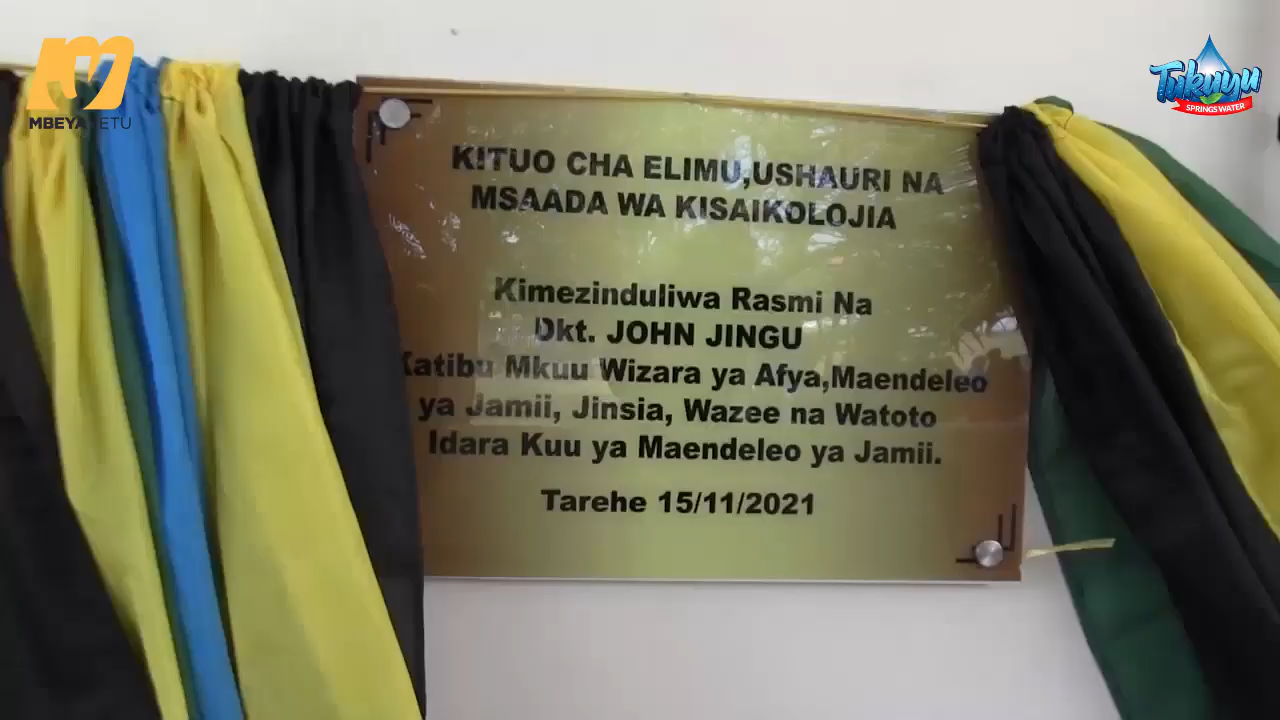 MBEYA YETU
Tukuyu
SPRINGS WATER
KITUO CHA ELIMU,USHAURI NA
MSAADA WA KISAIKOLOJIA
Kimezinduliwa Rasmi Na
Dkt. JOHN JINGU
Katibu Mkuu Wizara ya Afya,Maendeleo
ya Jamii, Jinsia, Wazee na Watoto
Idara Kuu ya Maendeleo ya Jamii.
Tarehe 15/11/2021